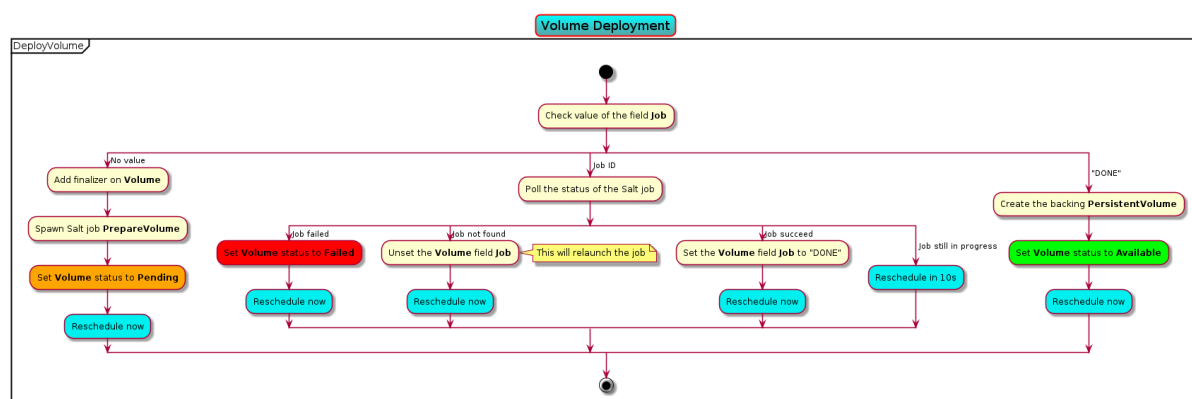 Volume Deployment
DeployVolume
Check value of the field Job
No value
Add finalizer on Volume
Spawn Salt job PrepareVolume
Set Volume status to Pending
Reschedule now
Job ID
Poll the status of the Salt job
Job failed
Set Volume status to Failed
Reschedule now
Job not found
Unset the Volume field Job
This will relaunch the job
Reschedule now
Job succeed
Set the Volume field Job to "DONE"
Reschedule now
Job still in progress
Reschedule in 10s
"DONE"
Create the backing PersistentVolume
Set Volume status to Available
Reschedule now